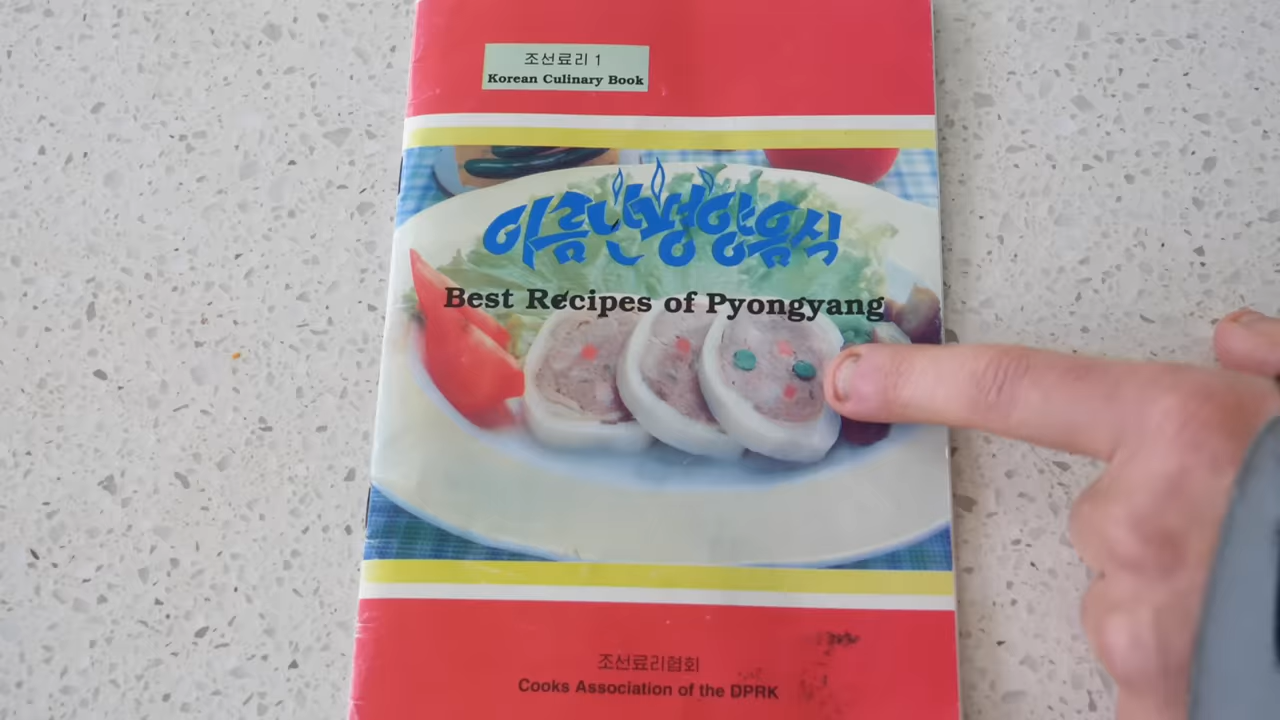 조선료리 1
Korean Culinary Book
이름난 평양음식
Best Recipes of Pyongyang
조선료리협회
Cooks Association of the DPRK